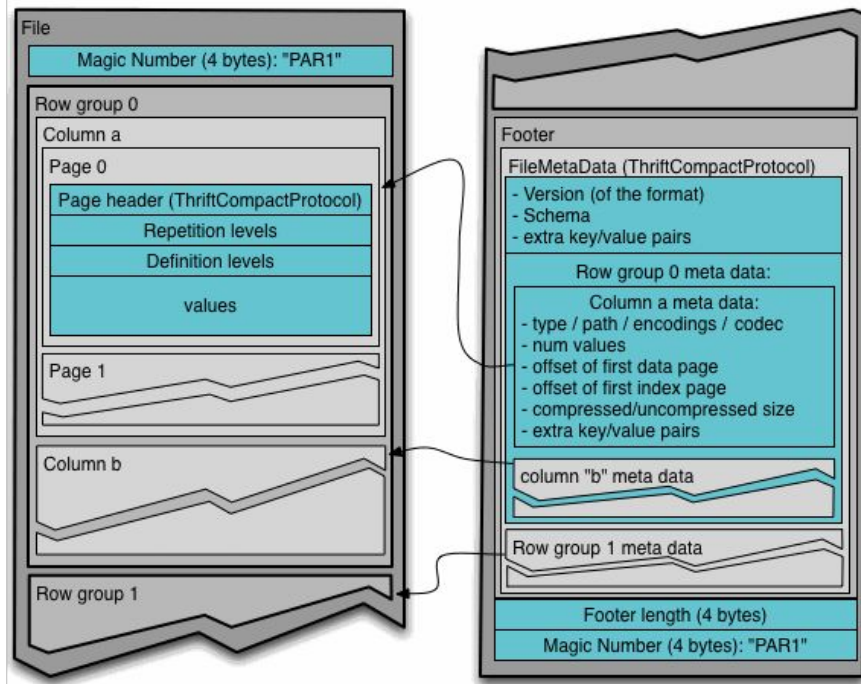 File
Magic Number (4 bytes): "PAR1"
Row group 0
Column a
Page 0
Page header (ThriftCompactProtocol)
Repetition levels
Definition levels
values
Page 1
Column b
Row group 1
Footer
FileMetaData (ThriftCompactProtocol)
- Version (of the format)
- Schema
- extra key/value pairs
Row group 0 meta data:
Column a meta data:
- type / path / encodings / codec
- num values
- offset of first data page
- offset of first index page
- compressed/uncompressed size
- extra key/value pairs
column "b" meta data
Row group 1 meta data
Footer length (4 bytes)
Magic Number (4 bytes): "PAR1"